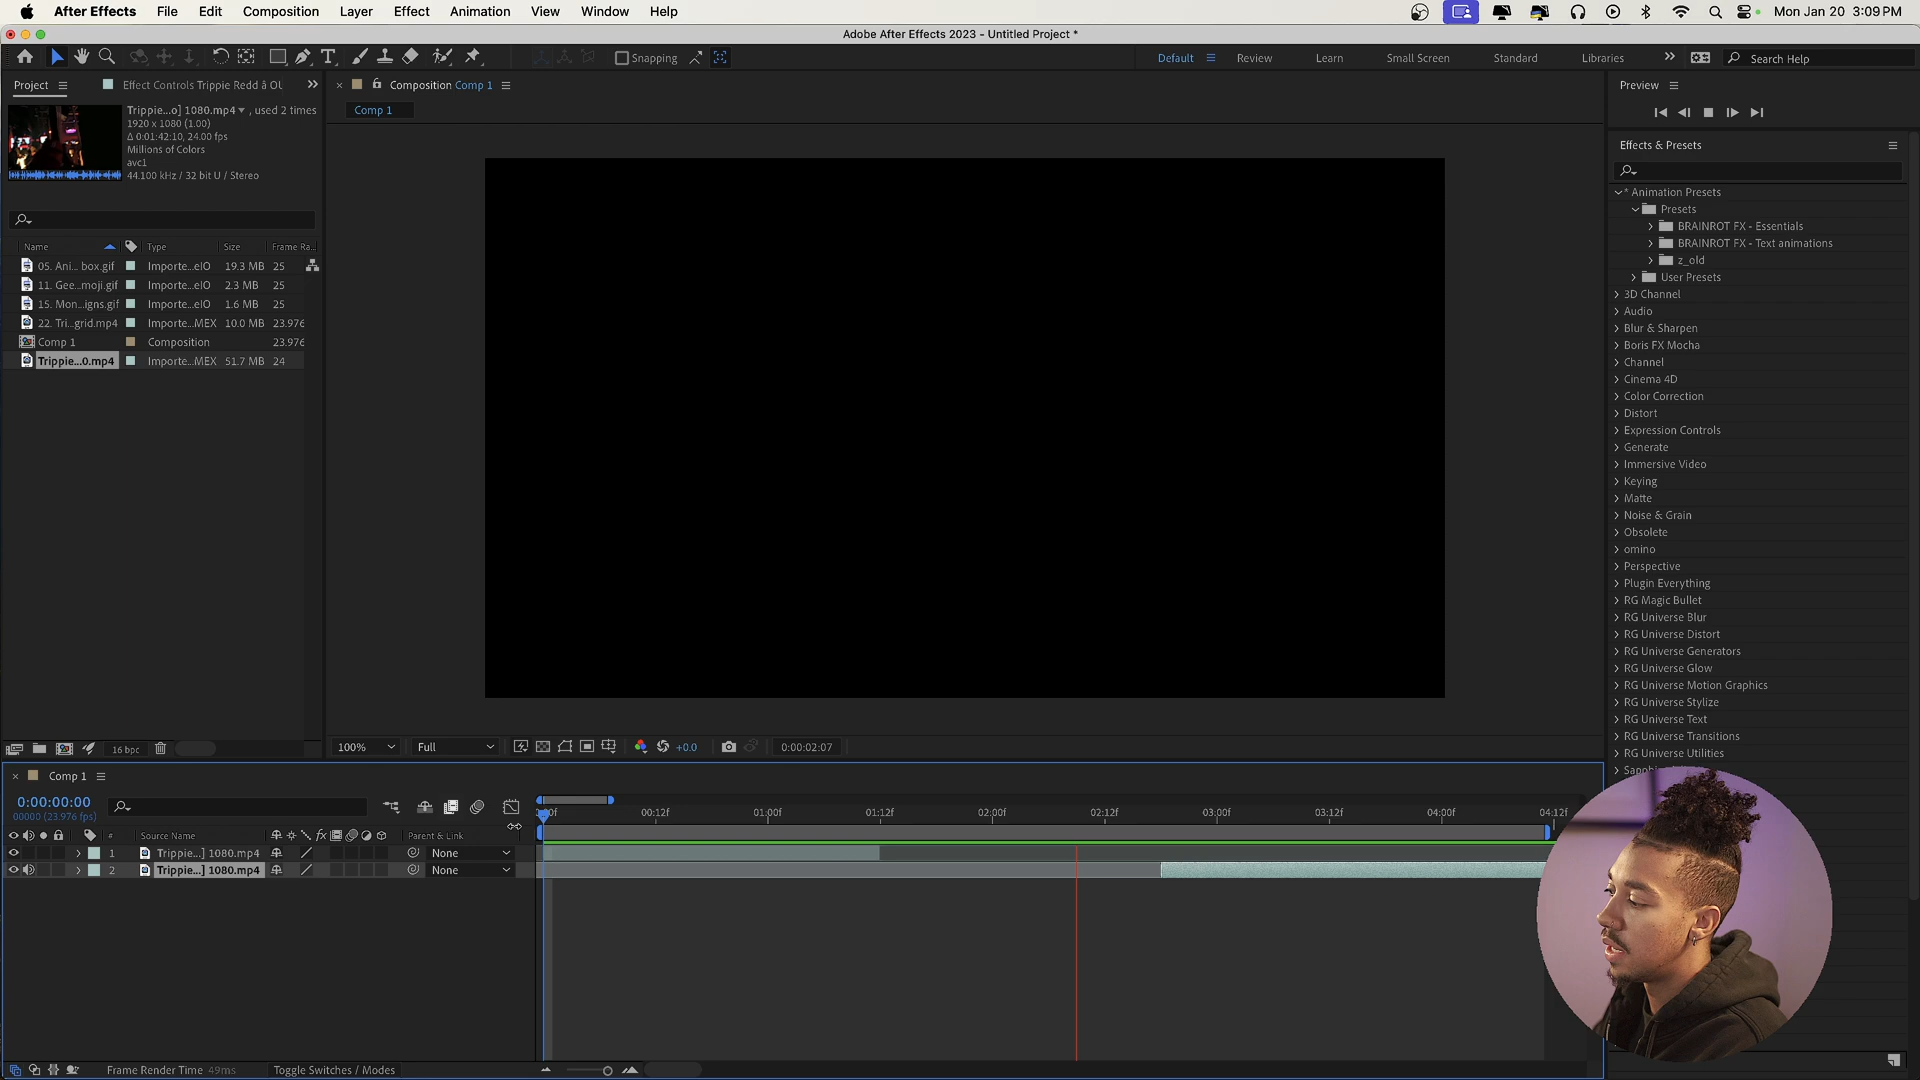 After Effects File Edit Composition Layer Effect Animation View Window Help Mon Jan 20 3:09 PM
Adobe After Effects 2023 - Untitled Project *
Snapping Default Review Learn Small Screen Standard Libraries Search Help
Project Effect Controls Trippie Redd â OU
Composition Comp 1
Preview
Trippie...o] 1080.mp4 , used 2 times
1920 x 1080 (1.00)
Δ 0:01:42:10, 24.00 fps
Millions of Colors
avc1
44.100 kHz / 32 bit U / Stereo
Comp 1
Effects & Presets
Name Type Size Frame Ra..
05. Ani... box.gif Importe...eIO 19.3 MB 25
11. Gee...moji.gif Importe...eIO 2.3 MB 25
15. Mon...igns.gif Importe...eIO 1.6 MB 25
22. Tri...grid.mp4 Importe...MEX 10.0 MB 23.976
Comp 1 Composition 23.976
Trippie...0.mp4 Importe...MEX 51.7 MB 24
* Animation Presets
Presets
BRAINROT FX - Essentials
BRAINROT FX - Text animations
z_old
User Presets
3D Channel
Audio
Blur & Sharpen
Boris FX Mocha
Channel
Cinema 4D
Color Correction
Distort
Expression Controls
Generate
Immersive Video
Keying
Matte
Noise & Grain
Obsolete
omino
Perspective
Plugin Everything
RG Magic Bullet
RG Universe Blur
RG Universe Distort
RG Universe Generators
RG Universe Glow
RG Universe Motion Graphics
RG Universe Stylize
RG Universe Text
RG Universe Transitions
RG Universe Utilities
16 bpc
100% Full +0.0 0:00:02:07
Comp 1
0:00:00:00
00000 (23.976 fps)
00:12f 01:00f 01:12f 02:00f 02:12f 03:00f 03:12f 04:00f 04:12f
# Source Name fx Parent & Link
1 Trippie...] 1080.mp4 None
2 Trippie...] 1080.mp4 None
Frame Render Time 49ms Toggle Switches / Modes